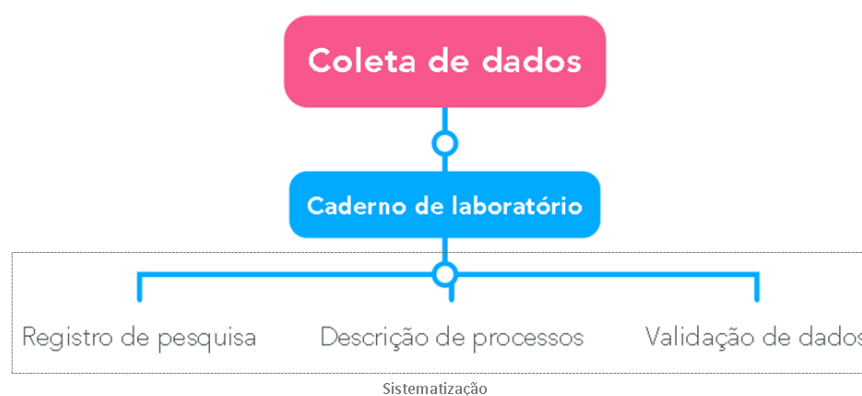 Coleta de dados
Caderno de laboratório
Registro de pesquisa
Descrição de processos
Validação de dados
Sistematização